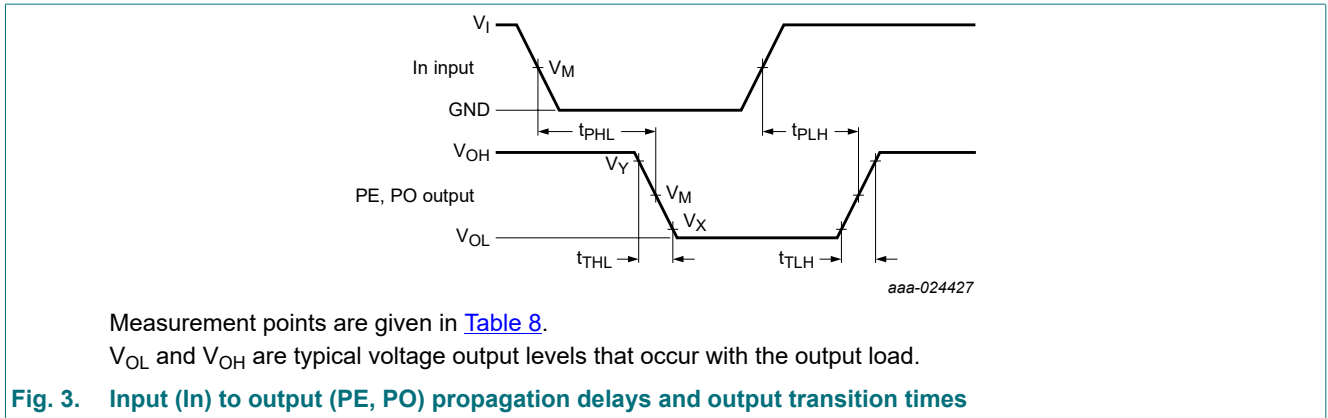 VI
In input
VM
GND
tPHL
tPLH
VOH
VY
PE, PO output
VM
VX
VOL
tTHL
tTLH
aaa-024427
Measurement points are given in Table 8.
VOL and VOH are typical voltage output levels that occur with the output load.
Fig. 3. Input (In) to output (PE, PO) propagation delays and output transition times